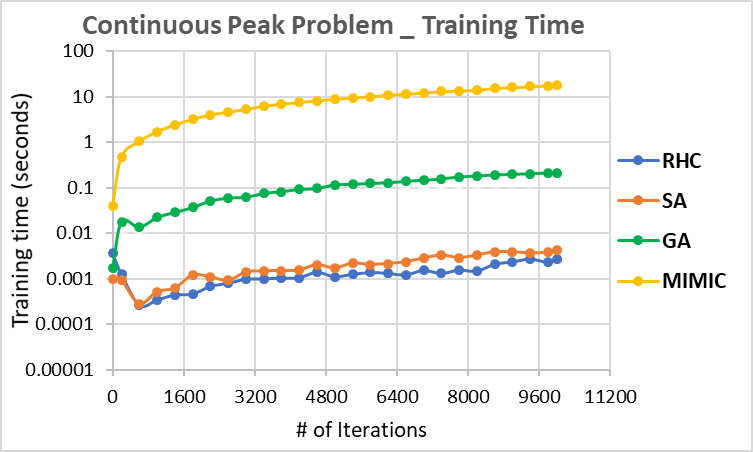 Continuous Peak Problem _ Training Time
Training time (seconds)
100
10
1
0.1
0.01
0.001
0.0001
0.00001
0 1600 3200 4800 6400 8000 9600 11200
# of Iterations
RHC
SA
GA
MIMIC